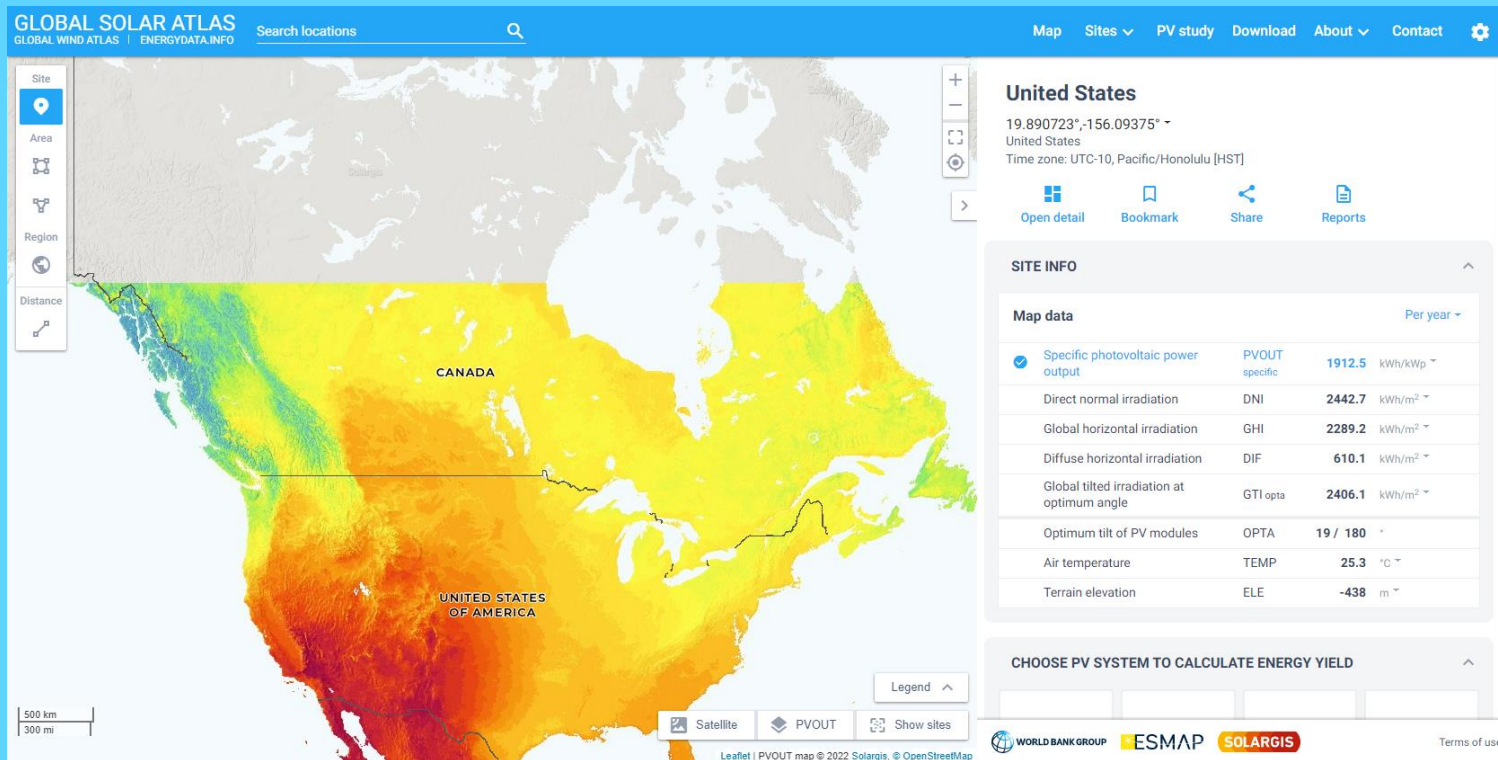 GLOBAL SOLAR ATLAS
GLOBAL WIND ATLAS | ENERGYDATA.INFO
Search locations
Map
Sites
PV study
Download
About
Contact
Site
Area
Region
Distance
Solargis
CANADA
UNITED STATES
OF AMERICA
500 km
300 mi
Legend
Satellite
PVOUT
Show sites
Leaflet | PVOUT map © 2022 Solargis, © OpenStreetMap
United States
19.890723°,-156.09375°
United States
Time zone: UTC-10, Pacific/Honolulu [HST]
Open detail
Bookmark
Share
Reports
SITE INFO
Map data
Per year
Specific photovoltaic power
output
PVOUT
specific
1912.5 kWh/kWp
Direct normal irradiation DNI 2442.7 kWh/m²
Global horizontal irradiation GHI 2289.2 kWh/m²
Diffuse horizontal irradiation DIF 610.1 kWh/m²
Global tilted irradiation at
optimum angle
GTI opta 2406.1 kWh/m²
Optimum tilt of PV modules OPTA 19 / 180 °
Air temperature TEMP 25.3 °C
Terrain elevation ELE -438 m
CHOOSE PV SYSTEM TO CALCULATE ENERGY YIELD
WORLD BANK GROUP
ESMAP
SOLARGIS
Terms of use